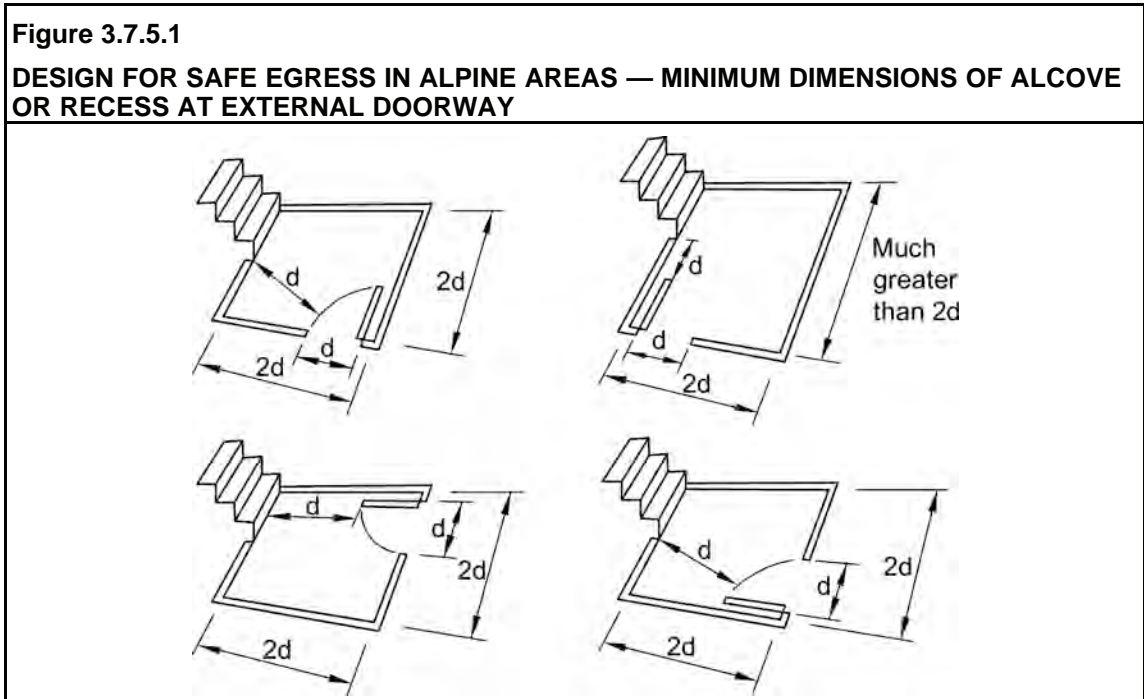 Figure 3.7.5.1
DESIGN FOR SAFE EGRESS IN ALPINE AREAS — MINIMUM DIMENSIONS OF ALCOVE
OR RECESS AT EXTERNAL DOORWAY
d
2d
d
2d
d
Much
greater
than 2d
d
2d
d
d
2d
2d
d
d
2d
2d